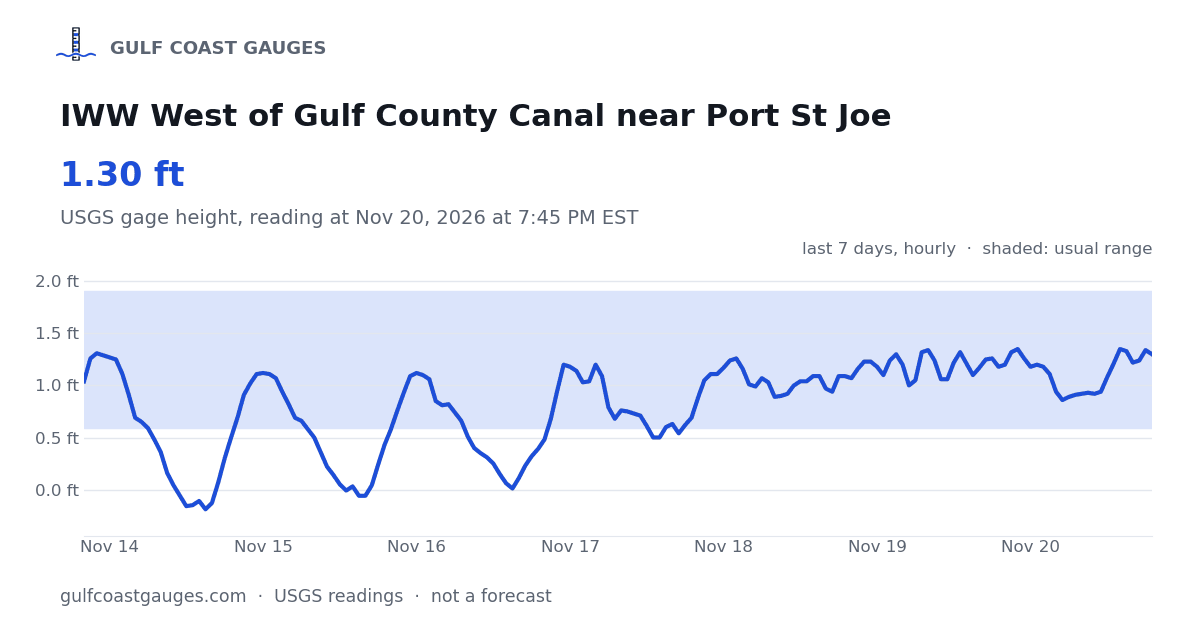 GULF COAST GAUGES
IWW West of Gulf County Canal near Port St Joe
1.30 ft
USGS gage height, reading at Nov 20, 2026 at 7:45 PM EST
last 7 days, hourly · shaded: usual range
2.0 ft
1.5 ft
1.0 ft
0.5 ft
0.0 ft
Nov 14 Nov 15 Nov 16 Nov 17 Nov 18 Nov 19 Nov 20
gulfcoastgauges.com · USGS readings · not a forecast